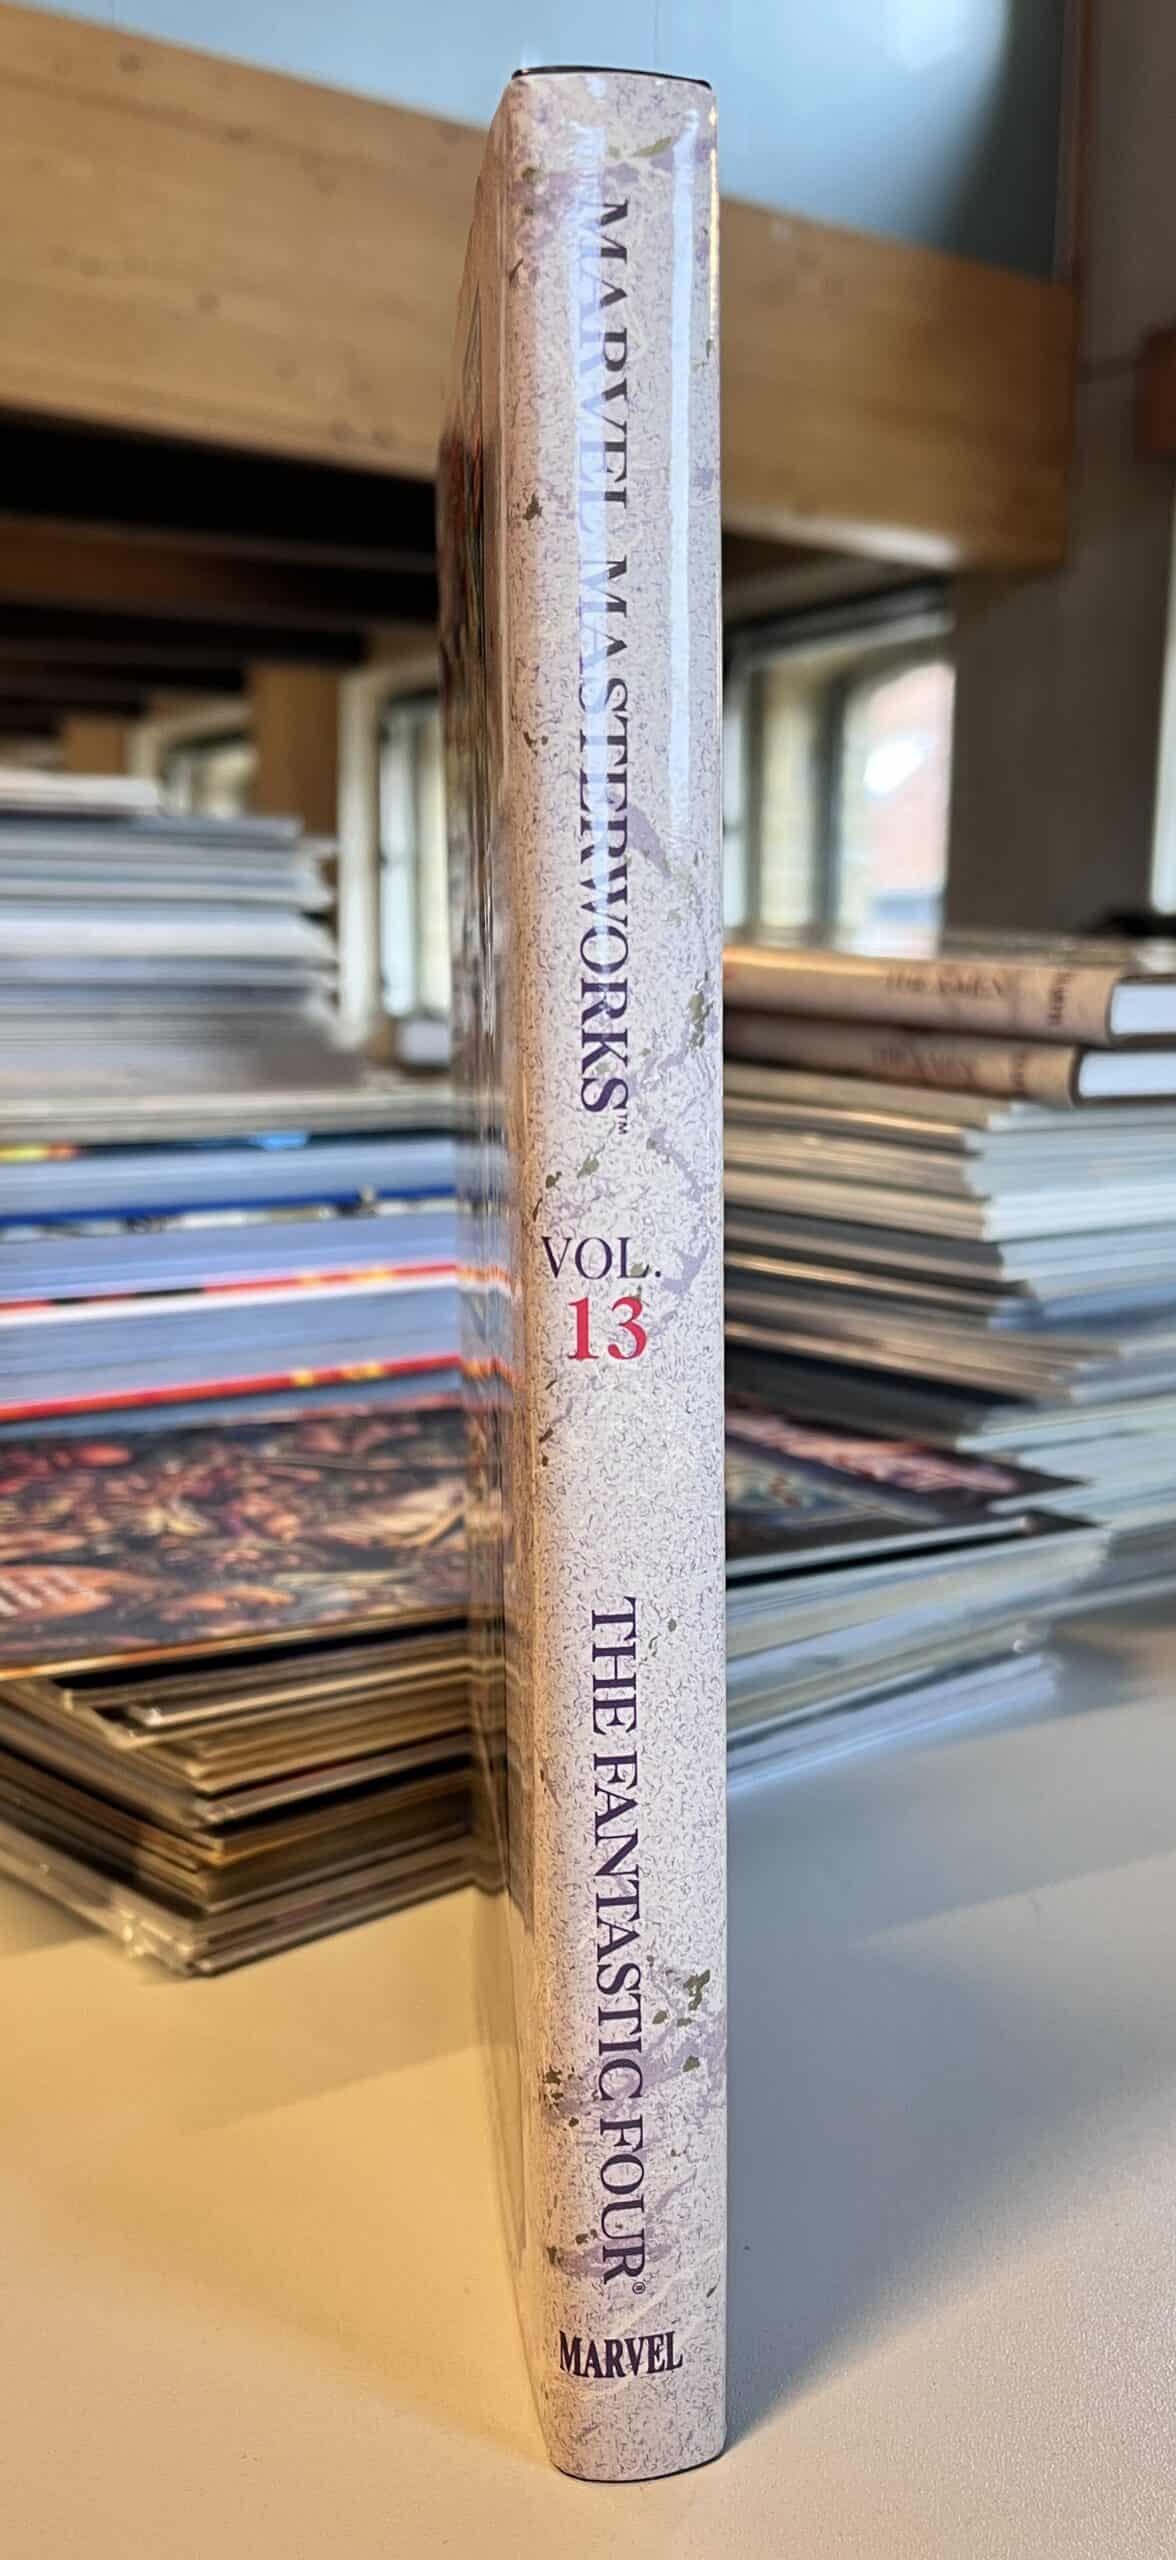 MARVEL MASTERWORKS™
VOL.
13
THE FANTASTIC FOUR®
MARVEL